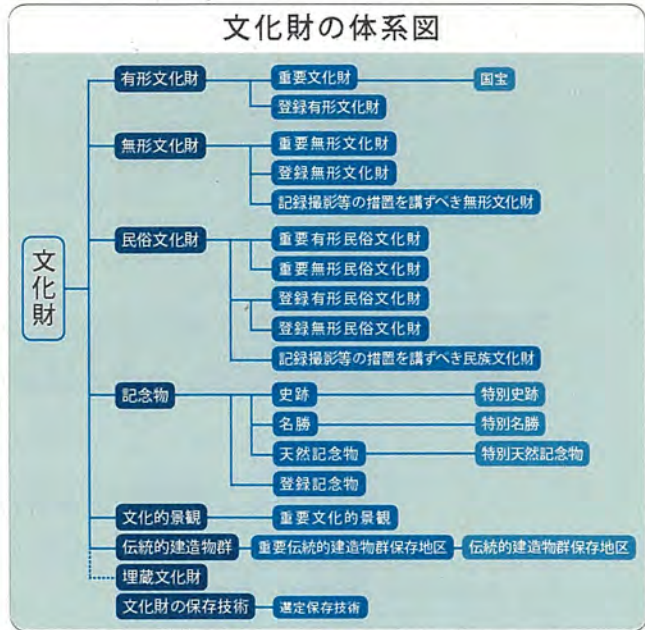 文化財の体系図
文化財
有形文化財
重要文化財
国宝
登録有形文化財
無形文化財
重要無形文化財
登録無形文化財
記録撮影等の措置を講ずべき無形文化財
民俗文化財
重要有形民俗文化財
重要無形民俗文化財
登録有形民俗文化財
登録無形民俗文化財
記録撮影等の措置を講ずべき民族文化財
記念物
史跡
特別史跡
名勝
特別名勝
天然記念物
特別天然記念物
登録記念物
文化的景観
重要文化的景観
伝統的建造物群
重要伝統的建造物群保存地区
伝統的建造物群保存地区
埋蔵文化財
文化財の保存技術
選定保存技術